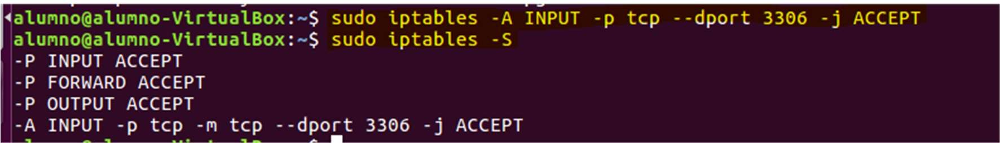 alumno@alumno-VirtualBox:~$ sudo iptables -A INPUT -p tcp --dport 3306 -j ACCEPT
alumno@alumno-VirtualBox:~$ sudo iptables -S
-P INPUT ACCEPT
-P FORWARD ACCEPT
-P OUTPUT ACCEPT
-A INPUT -p tcp -m tcp --dport 3306 -j ACCEPT